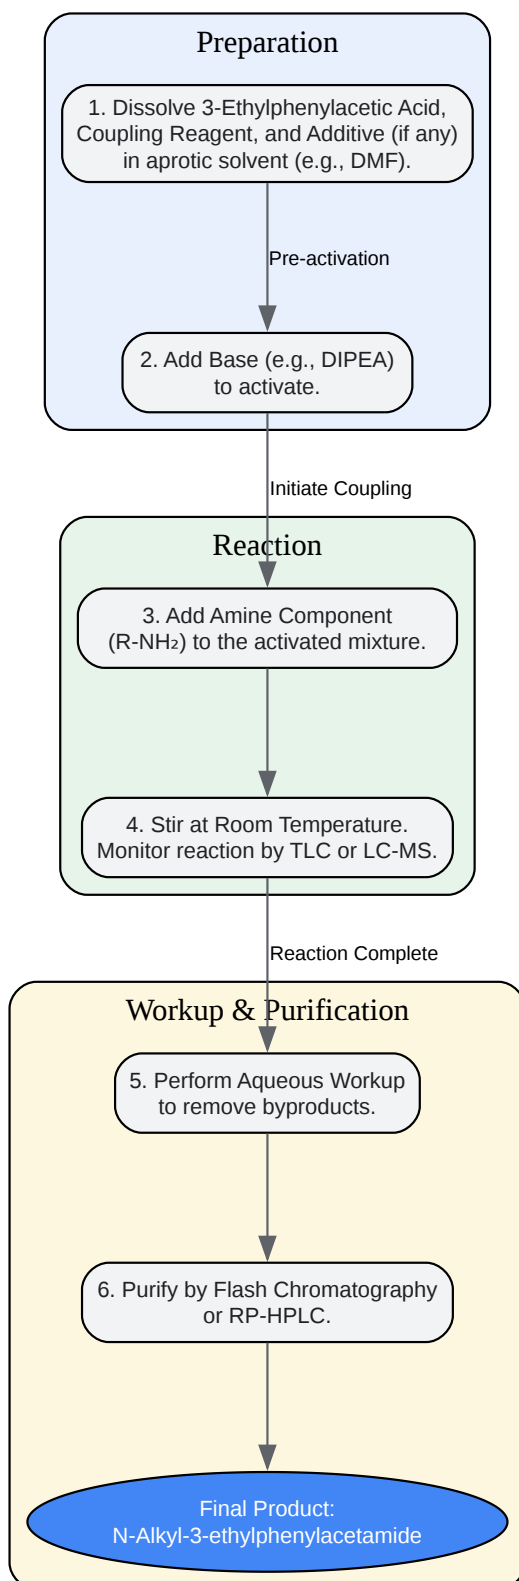 Preparation
1. Dissolve 3-Ethylphenylacetic Acid,
Coupling Reagent, and Additive (if any)
in aprotic solvent (e.g., DMF).
Pre-activation
2. Add Base (e.g., DIPEA)
to activate.
Initiate Coupling
Reaction
3. Add Amine Component
(R-NH₂) to the activated mixture.
4. Stir at Room Temperature.
Monitor reaction by TLC or LC-MS.
Reaction Complete
Workup & Purification
5. Perform Aqueous Workup
to remove byproducts.
6. Purify by Flash Chromatography
or RP-HPLC.
Final Product:
N-Alkyl-3-ethylphenylacetamide